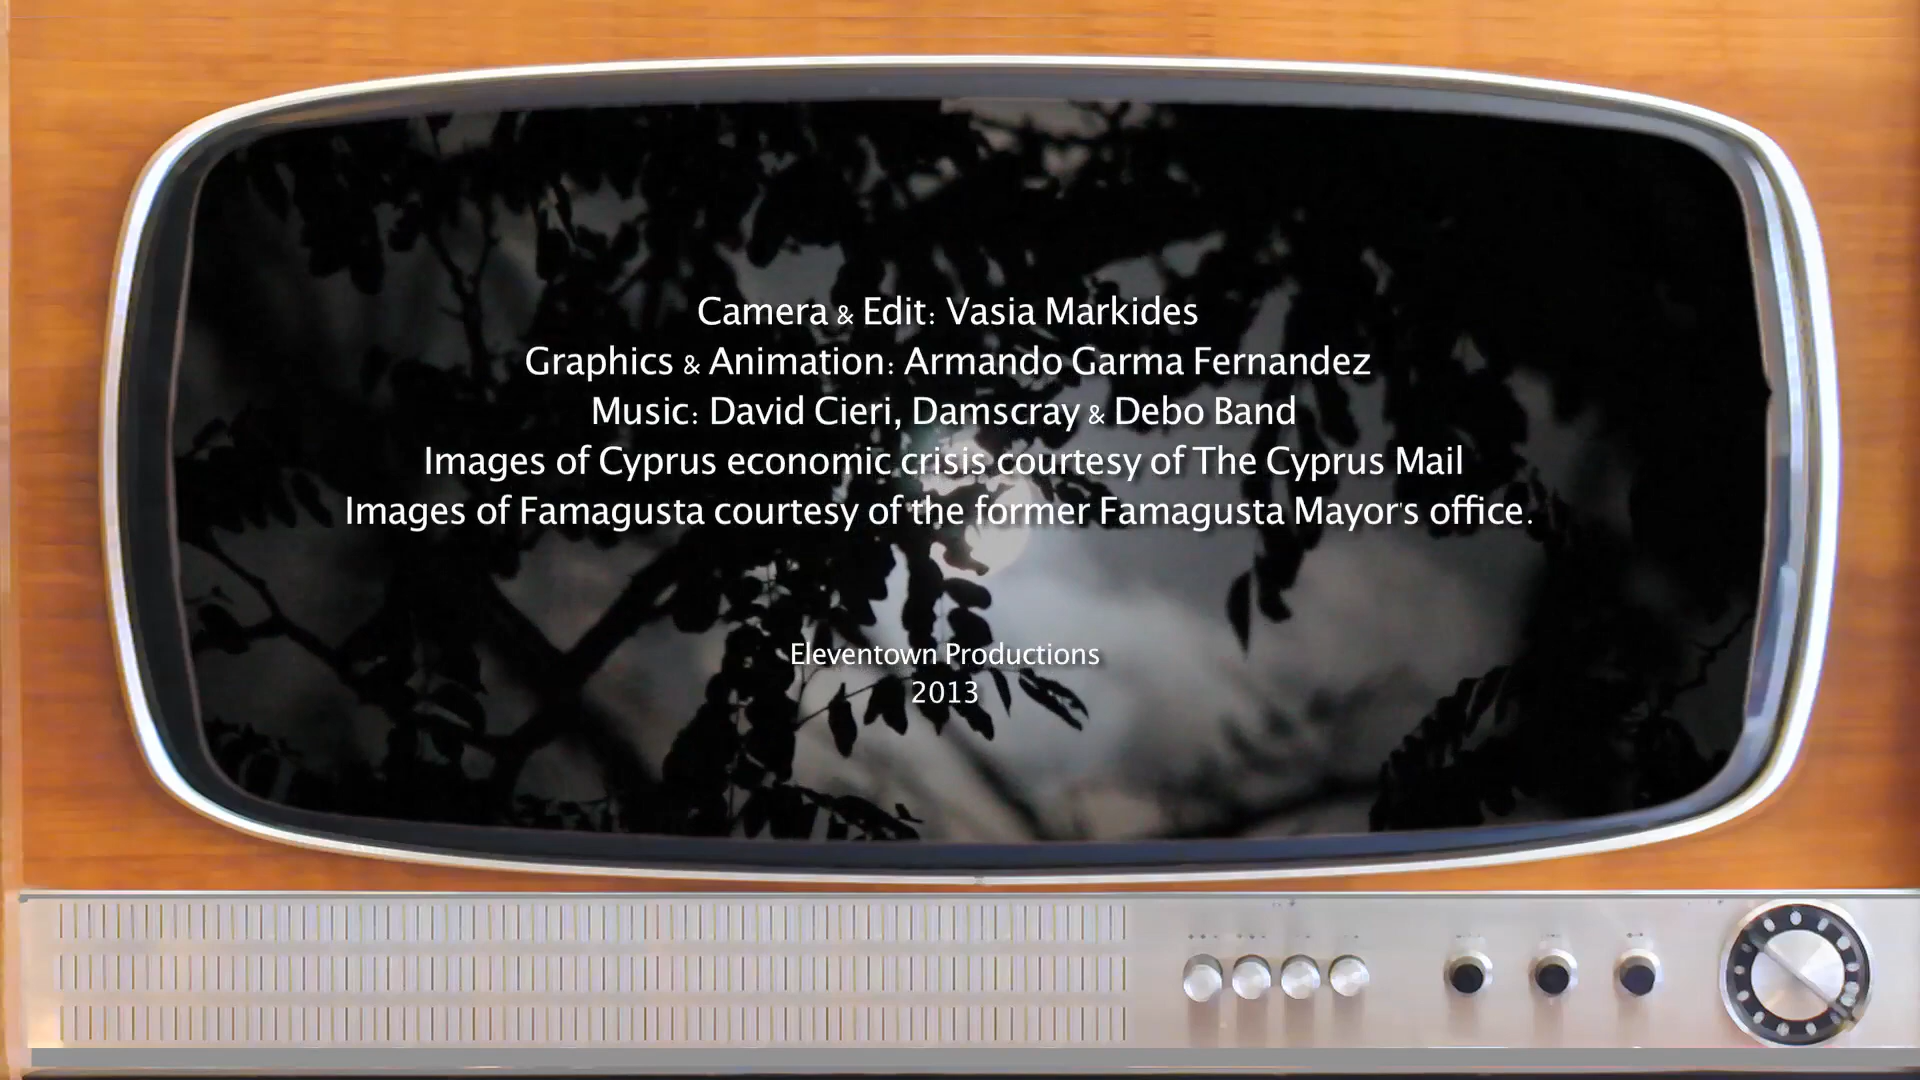 Camera & Edit: Vasia Markides
Graphics & Animation: Armando Garma Fernandez
Music: David Cieri, Damscray & Debo Band
Images of Cyprus economic crisis courtesy of The Cyprus Mail
Images of Famagusta courtesy of the former Famagusta Mayor's office.
Eleventown Productions
2013